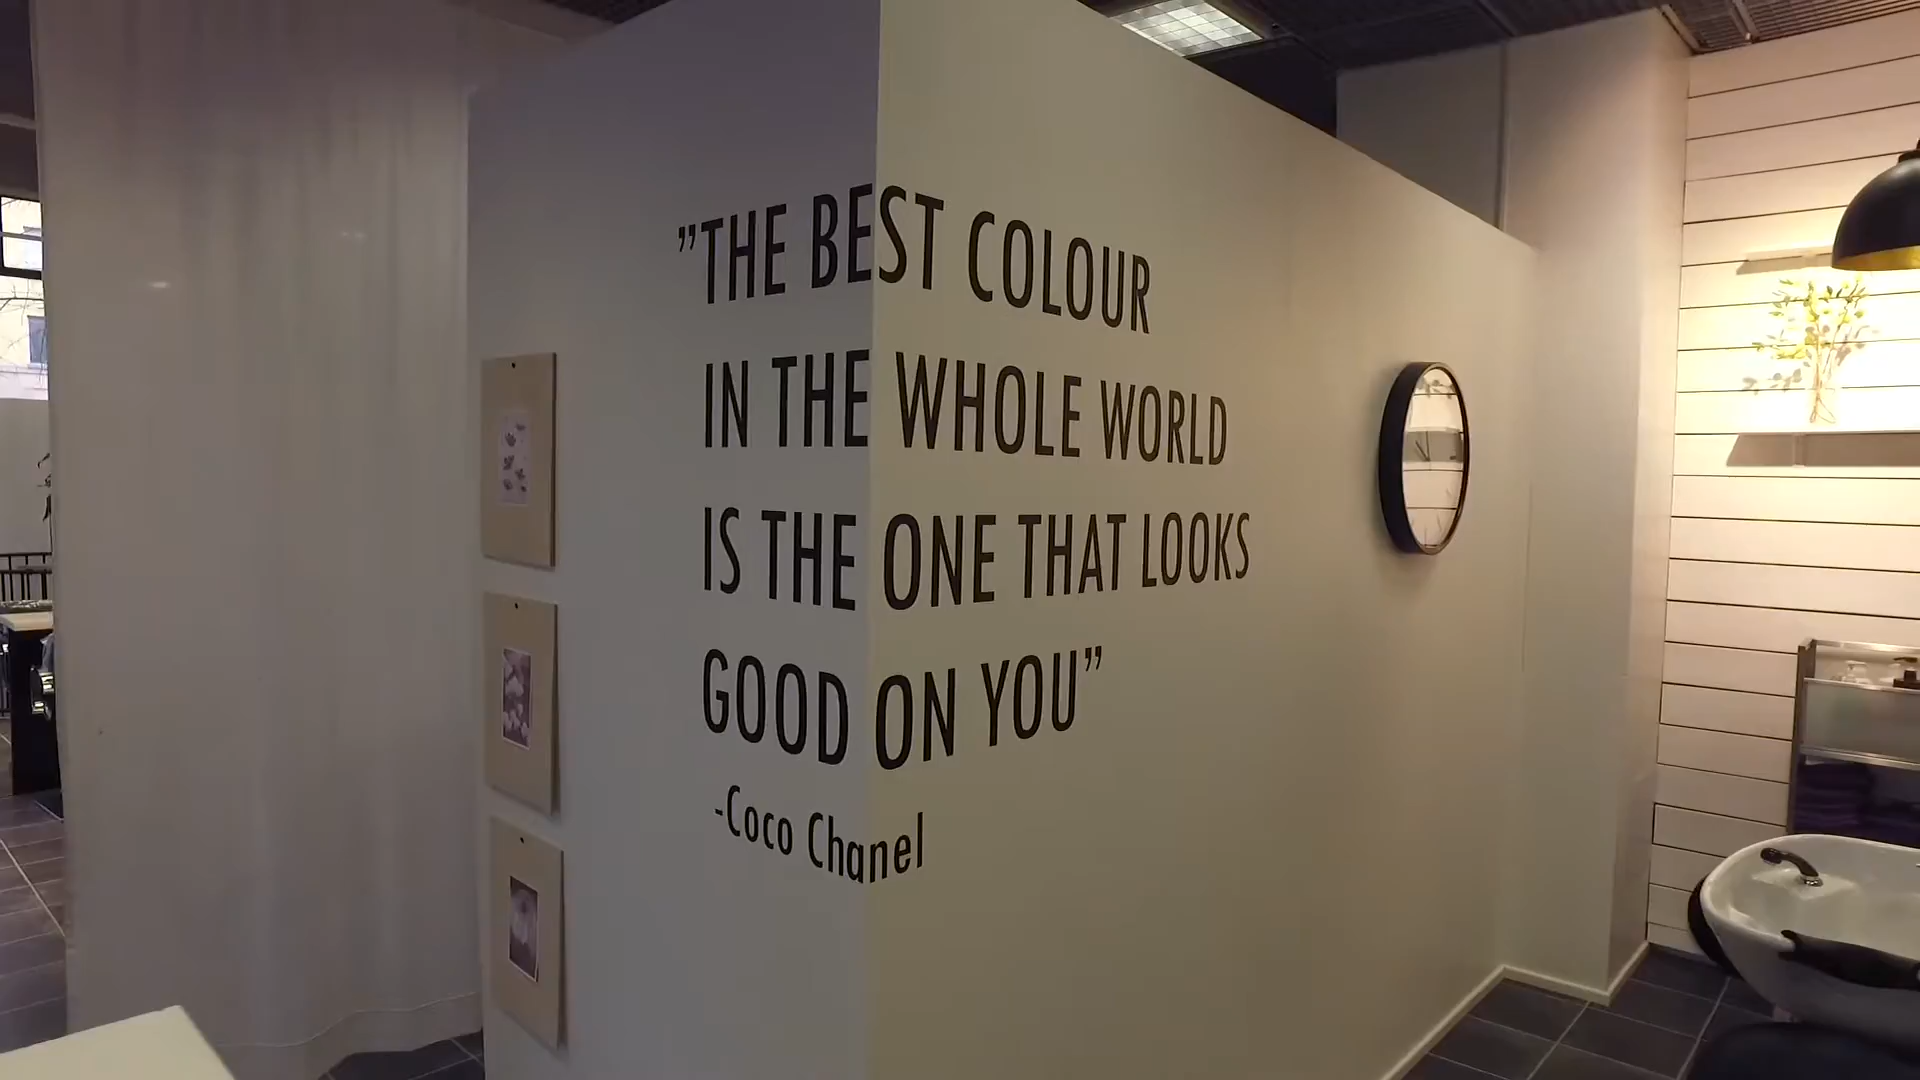 ”THE BEST COLOUR
IN THE WHOLE WORLD
IS THE ONE THAT LOOKS
GOOD ON YOU”
-Coco Chanel